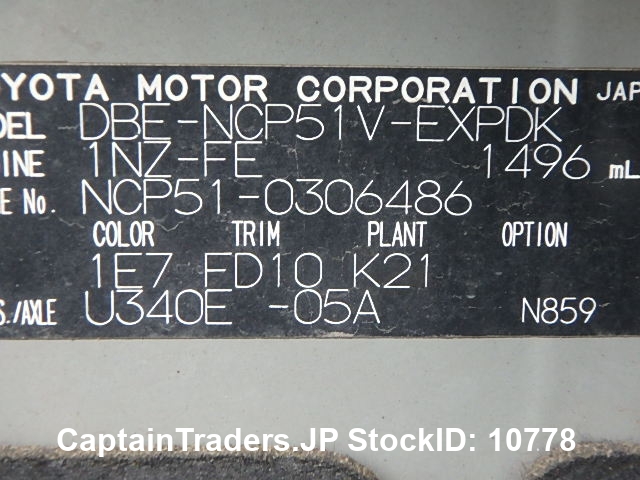 OYOTA MOTOR CORPORATION JAP
DEL DBE-NCP51V-EXPDK
INE 1NZ-FE 1496 mL
E No. NCP51-0306486
COLOR TRIM PLANT OPTION
1E7 FD10 K21
S./AXLE U340E -05A N859
CaptainTraders.JP StockID: 10778